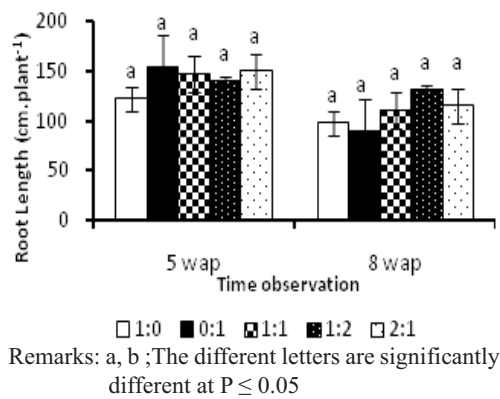 200
150
100
50
0
Root Length (cm.plant-1)
a a a a a
a a a a a
5 wap 8 wap
Time observation
1:0 0:1 1:1 1:2 2:1
Remarks: a, b ;The different letters are significantly
different at P ≤ 0.05